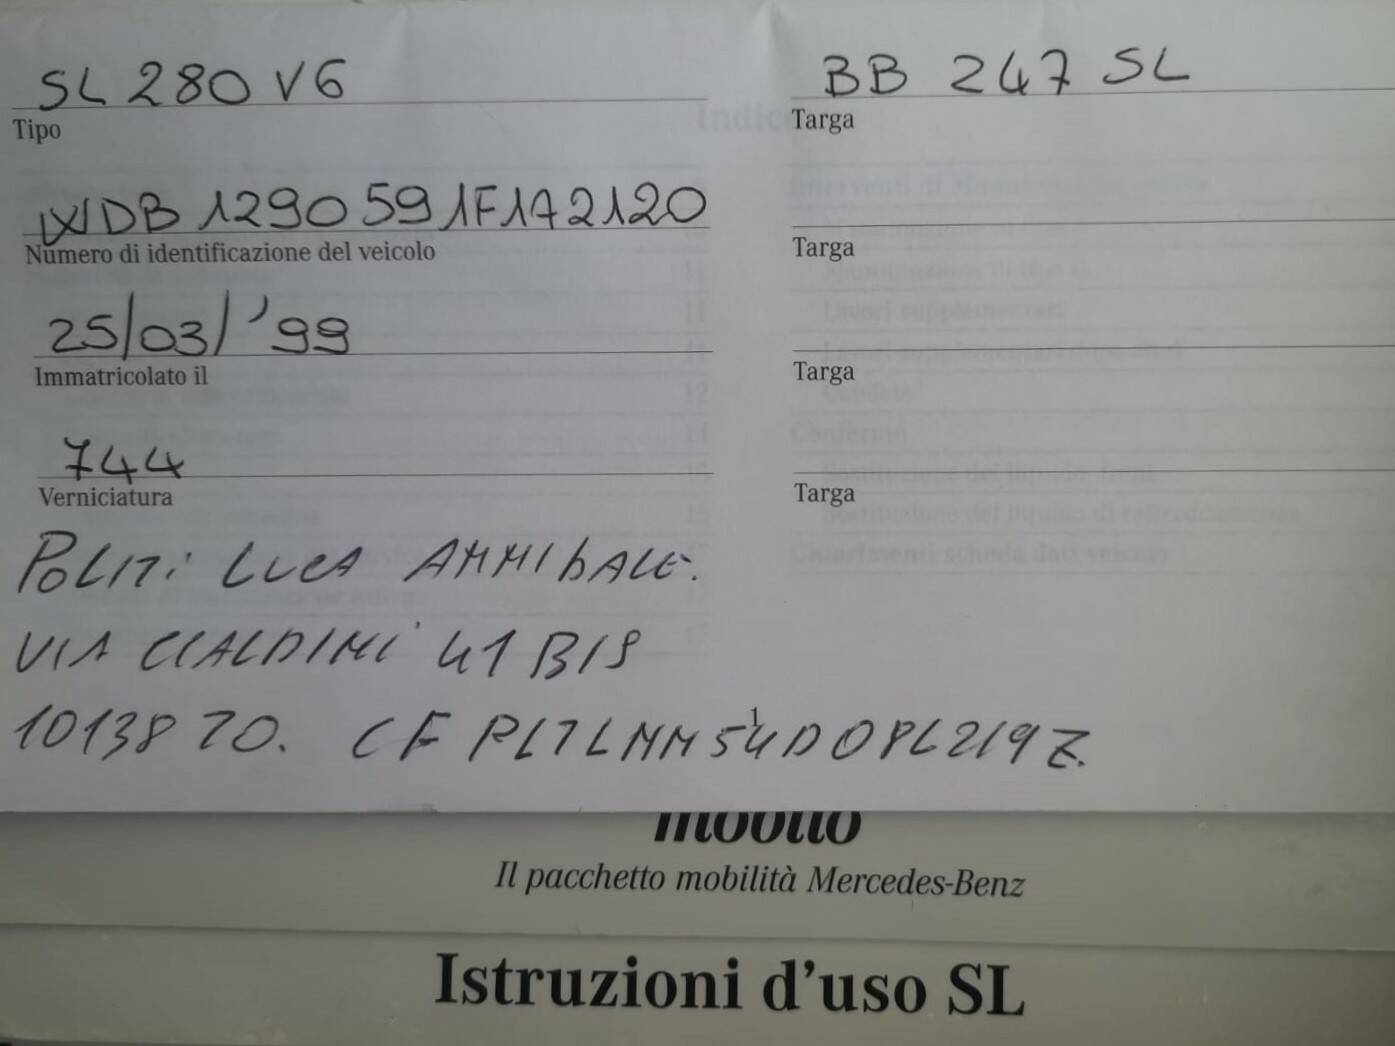 SL 280 V6
Tipo
BB 247 SL
Targa
WDB 1290591F172120
Numero di identificazione del veicolo
Targa
25/03/'99
Immatricolato il
Targa
744
Verniciatura
Targa
POLITI LUCA ANNIBALE.
VIA CIALDINI 41 BIS
10138 TO. CF PLTLNN54D08L219Z.
1
Il pacchetto mobilità Mercedes-Benz
Istruzioni d'uso SL